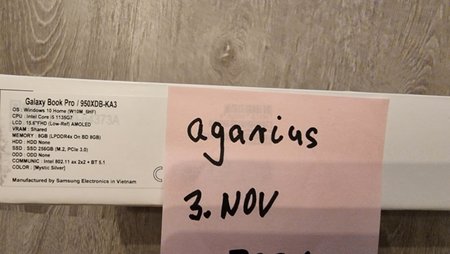 Galaxy Book Pro / 950XDB-KA3
OS : Windows 10 Home (W10M_6HF)
CPU : Intel Core i5 1135G7
LCD : 15.6"FHD (Low-Ref) AMOLED
VRAM : Shared
MEMORY : 8GB (LPDDR4x On BD 8GB)
HDD : HDD None
SSD : SSD 256GB (M.2, PCIe 3.0)
ODD : ODD None
COMMUNIC : Intel 802.11 ax 2x2 + BT 5.1
COLOR : [Mystic Silver]
Manufactured by Samsung Electronics in Vietnam
agarius
3. NOV